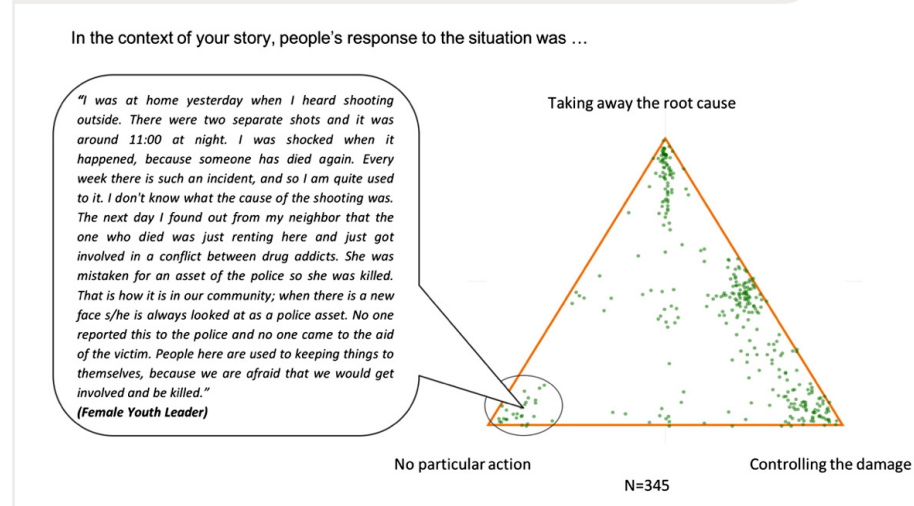 In the context of your story, people's response to the situation was …
"I was at home yesterday when I heard shooting
outside. There were two separate shots and it was
around 11:00 at night. I was shocked when it
happened, because someone has died again. Every
week there is such an incident, and so I am quite used
to it. I don't know what the cause of the shooting was.
The next day I found out from my neighbor that the
one who died was just renting here and just got
involved in a conflict between drug addicts. She was
mistaken for an asset of the police so she was killed.
That is how it is in our community; when there is a new
face s/he is always looked at as a police asset. No one
reported this to the police and no one came to the aid
of the victim. People here are used to keeping things to
themselves, because we are afraid that we would get
involved and be killed."
(Female Youth Leader)
Taking away the root cause
No particular action
Controlling the damage
N=345